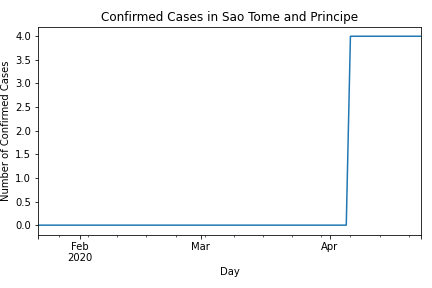 Confirmed Cases in Sao Tome and Principe
Number of Confirmed Cases
4.0
3.5
3.0
2.5
2.0
1.5
1.0
0.5
0.0
Feb
2020
Mar
Apr
Day